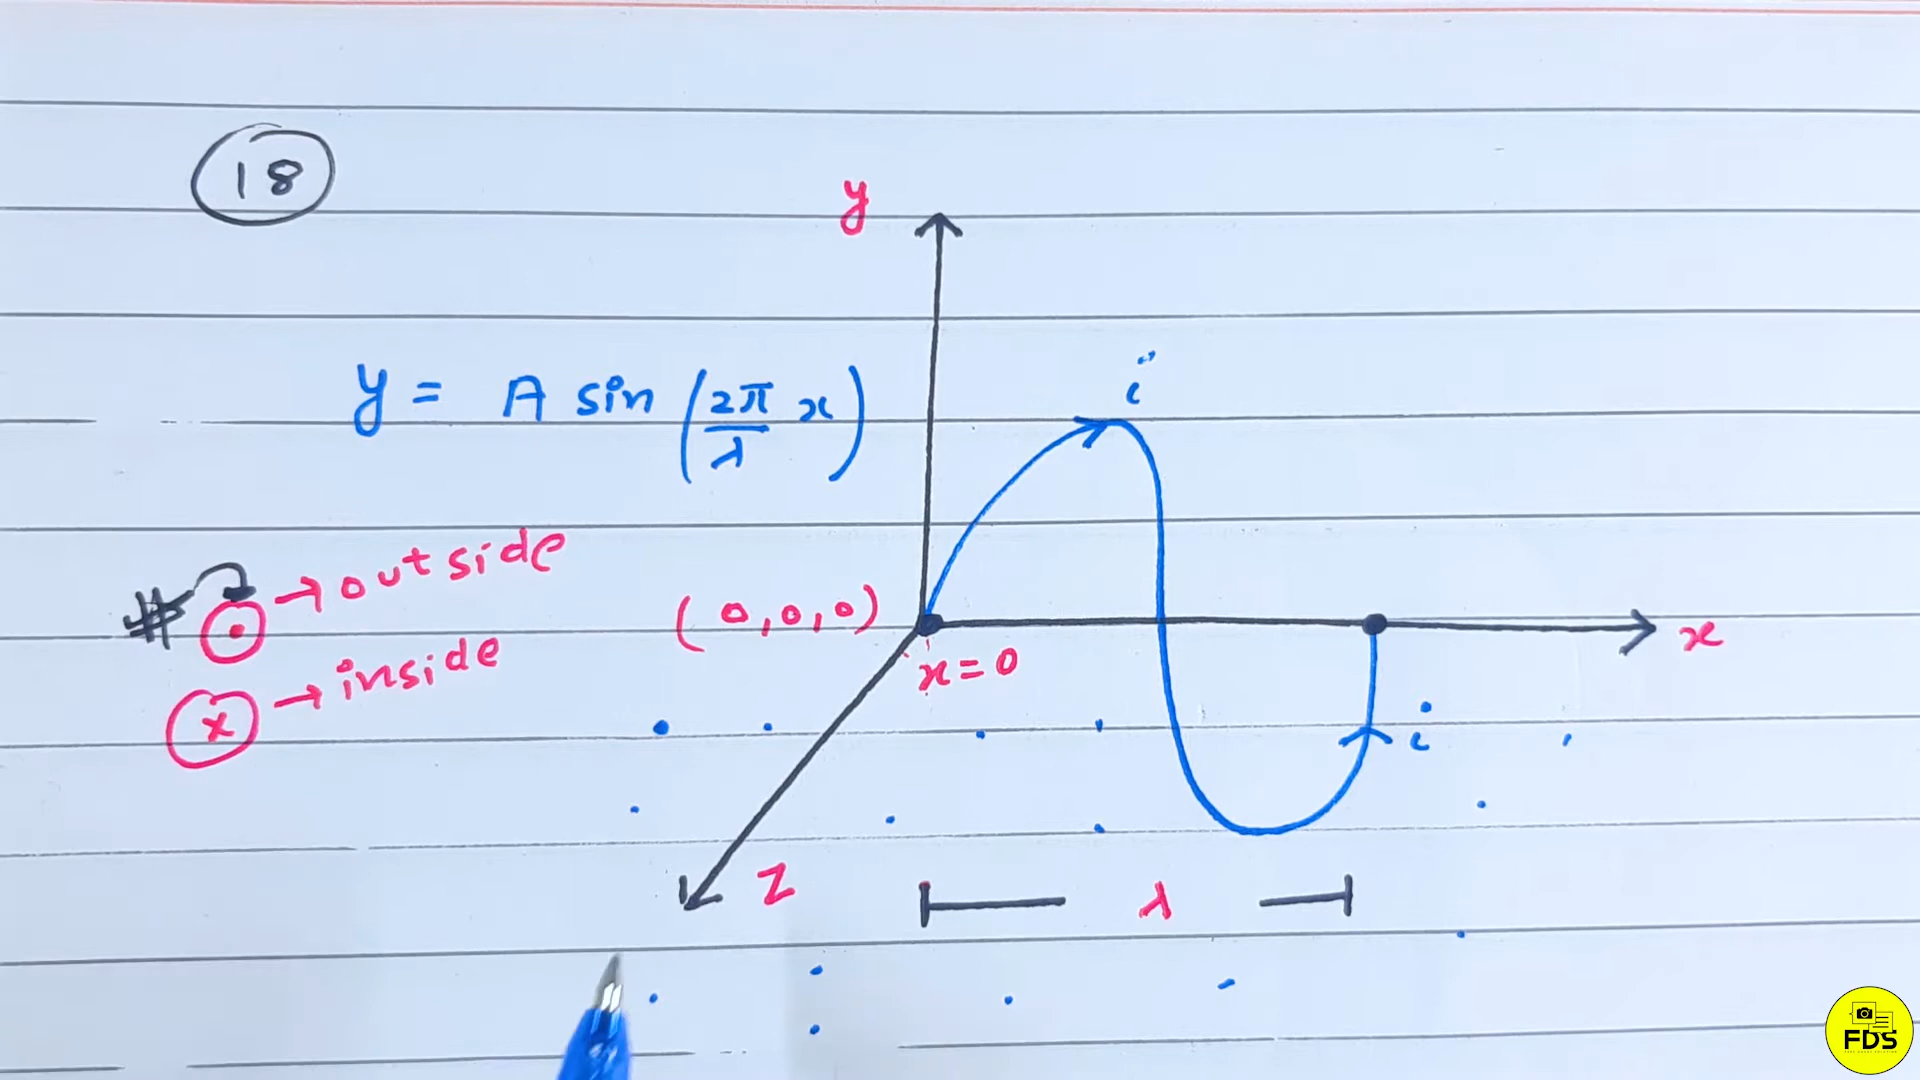 18
y
i
y = A sin (2π/λ x)
# ⊙ → outside
(0,0,0)
x
x = 0
ⓧ → inside
i
z
λ
FDS